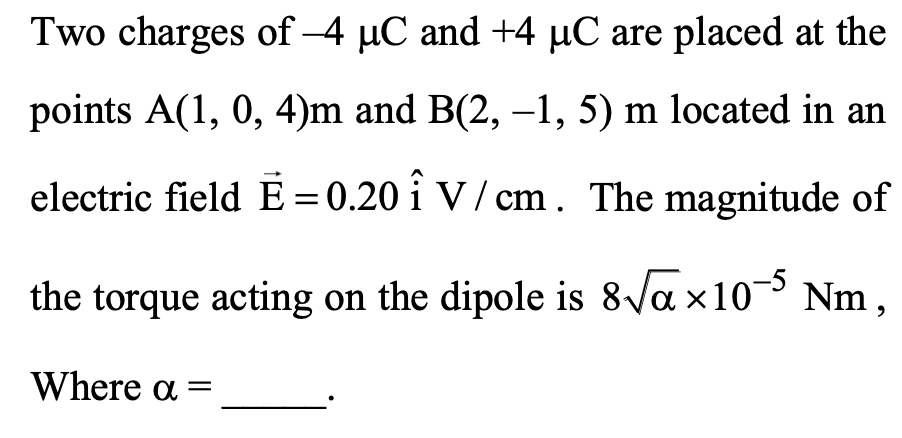 Two charges of –4 μC and +4 μC are placed at the
points A(1, 0, 4)m and B(2, –1, 5) m located in an
electric field \(\vec{E} = 0.20\,\hat{i}\) V / cm . The magnitude of
the torque acting on the dipole is \(8\sqrt{\alpha} \times 10^{-5}\) Nm ,
Where α = _____.